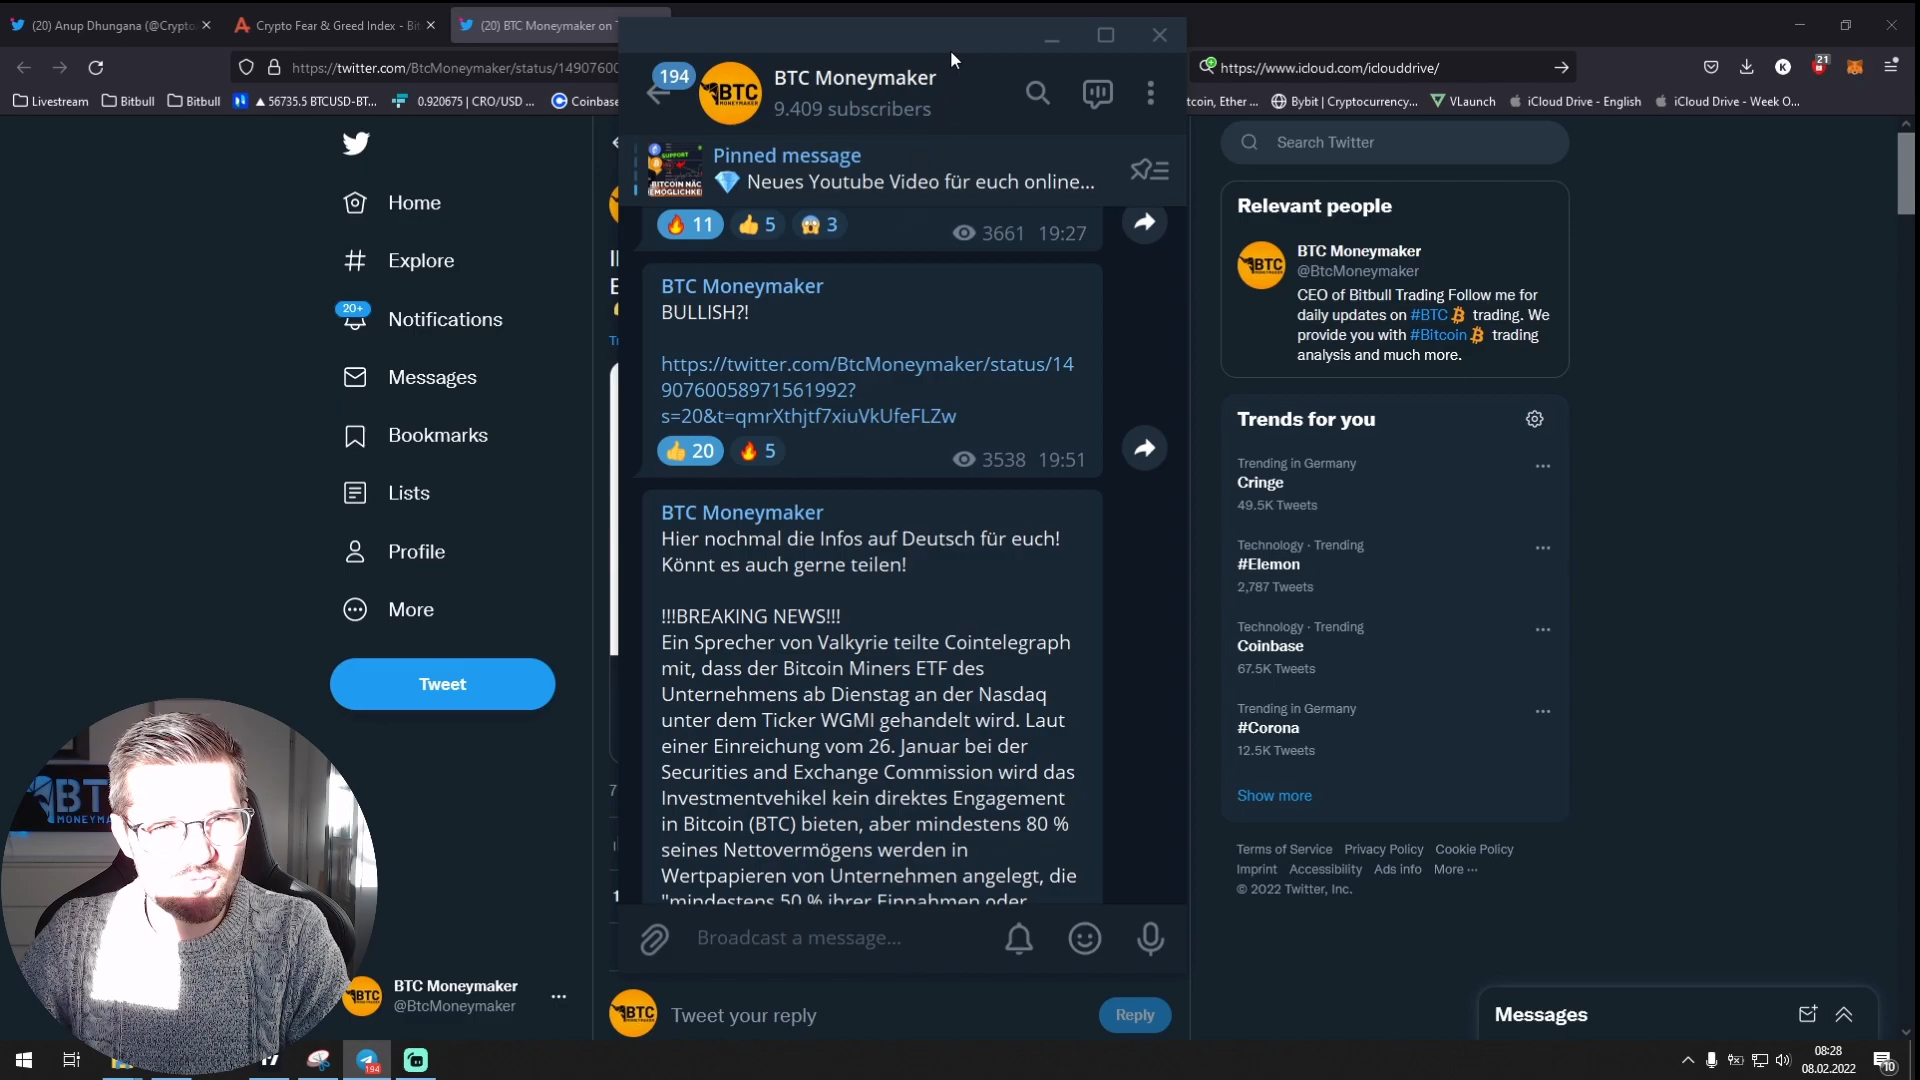 (20) Anup Dhungana (@Crypto
Crypto Fear & Greed Index - Bit
(20) BTC Moneymaker on T
https://twitter.com/BtcMoneymaker/status/1490760
https://www.icloud.com/iclouddrive/
21
Livestream
Bitbull
Bitbull
▲ 56735.5 BTCUSD-BT...
0.920675 | CRO/USD ...
Coinbase
tcoin, Ether ...
Bybit | Cryptocurrency...
VLaunch
iCloud Drive - English
iCloud Drive - Week O...
Home
Explore
20+
Notifications
Messages
Bookmarks
Lists
Profile
More
Tweet
BTC Moneymaker
@BtcMoneymaker
194
BTC Moneymaker
9.409 subscribers
Pinned message
💎 Neues Youtube Video für euch online...
SUPPORT
🔥 11 👍 5 😱 3
3661 19:27
BTC Moneymaker
BULLISH?!
https://twitter.com/BtcMoneymaker/status/14
90760058971561992?
s=20&t=qmrXthjtf7xiuVkUfeFLZw
👍 20 🔥 5
3538 19:51
BTC Moneymaker
Hier nochmal die Infos auf Deutsch für euch!
Könnt es auch gerne teilen!
!!!BREAKING NEWS!!!
Ein Sprecher von Valkyrie teilte Cointelegraph
mit, dass der Bitcoin Miners ETF des
Unternehmens ab Dienstag an der Nasdaq
unter dem Ticker WGMI gehandelt wird. Laut
einer Einreichung vom 26. Januar bei der
Securities and Exchange Commission wird das
Investmentvehikel kein direktes Engagement
in Bitcoin (BTC) bieten, aber mindestens 80 %
seines Nettovermögens werden in
Wertpapieren von Unternehmen angelegt, die
"mindestens 50 % ihrer Einnahmen oder
Broadcast a message...
Tweet your reply
Reply
Search Twitter
Relevant people
BTC Moneymaker
@BtcMoneymaker
CEO of Bitbull Trading Follow me for
daily updates on #BTC trading. We
provide you with #Bitcoin trading
analysis and much more.
Trends for you
Trending in Germany
Cringe
49.5K Tweets
Technology · Trending
#Elemon
2,787 Tweets
Technology · Trending
Coinbase
67.5K Tweets
Trending in Germany
#Corona
12.5K Tweets
Show more
Terms of Service Privacy Policy Cookie Policy
Imprint Accessibility Ads info More ···
© 2022 Twitter, Inc.
Messages
194
08:28
08.02.2022
10